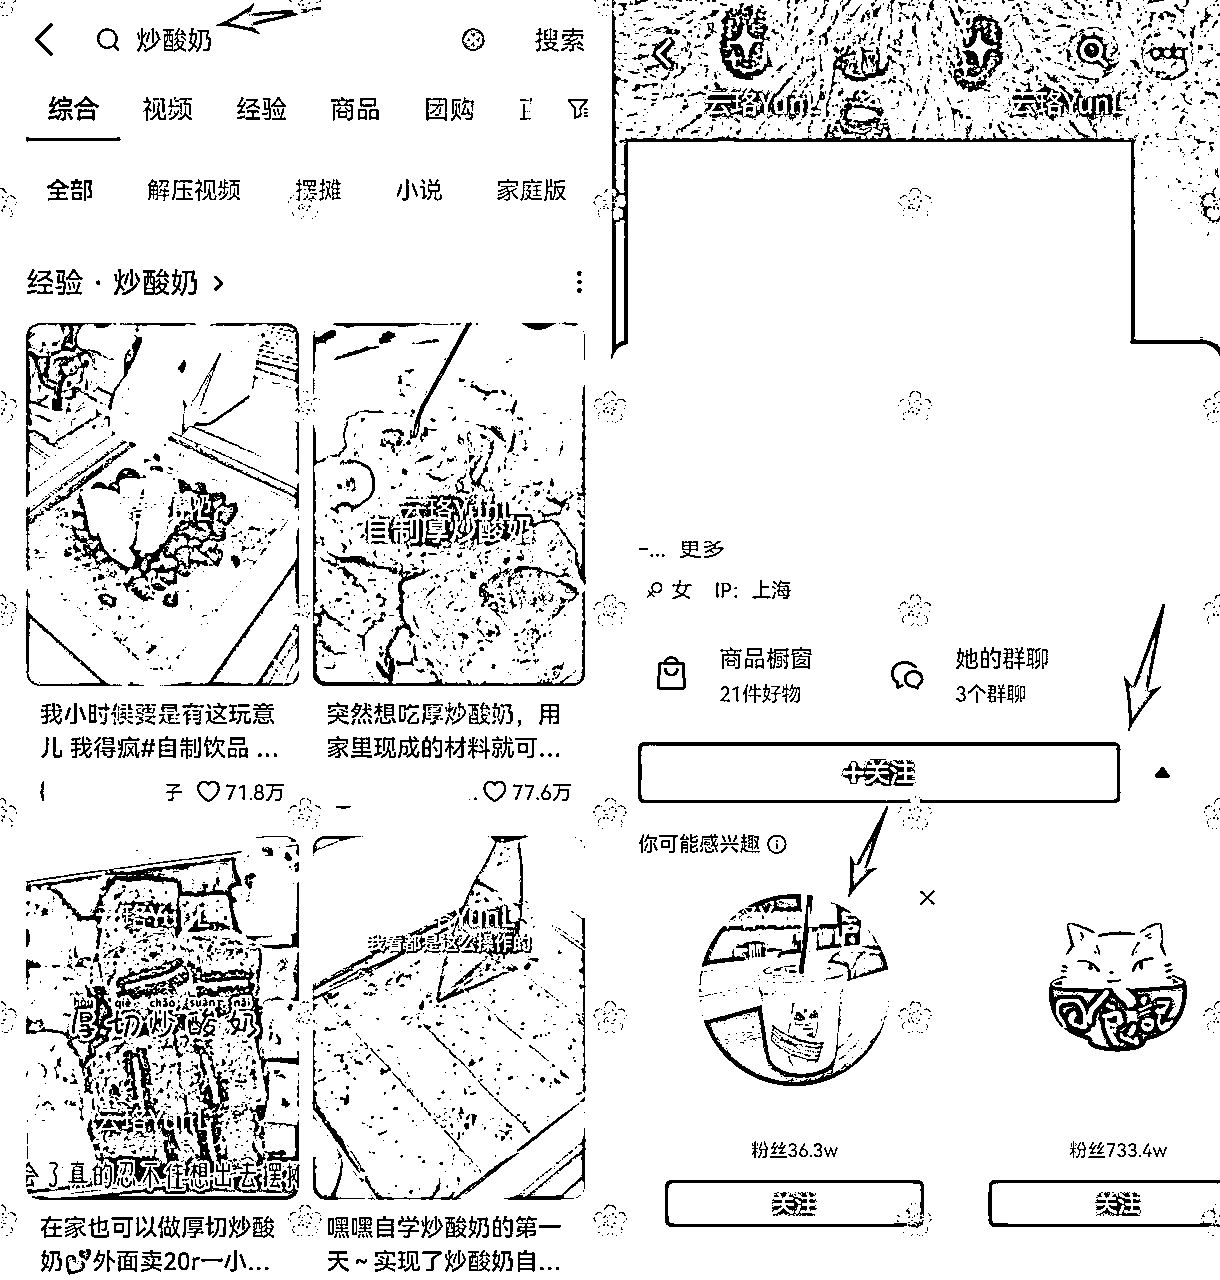 炒酸奶
搜索
综合 视频 经验 商品 团购
全部 解压视频 摆摊 小说 家庭版
经验 · 炒酸奶 >
云珞YunL
自制厚炒酸奶
我小时候要是有这玩意
儿 我得疯#自制饮品 ...
子 71.8万
突然想吃厚炒酸奶，用
家里现成的材料就可...
77.6万
hòu qiē chǎo suān nǎi
厚切炒酸奶
云珞YunL
了真的忍不住想出去摆摊
在家也可以做厚切炒酸
奶 外面卖20r一小...
YunL
我看都是这么操作的
嘿嘿自学炒酸奶的第一
天~实现了炒酸奶自...
云珞YunL
云珞YunL
-... 更多
女 IP：上海
商品橱窗
21件好物
她的群聊
3个群聊
+关注
你可能感兴趣
粉丝36.3w
关注
粉丝733.4w
关注